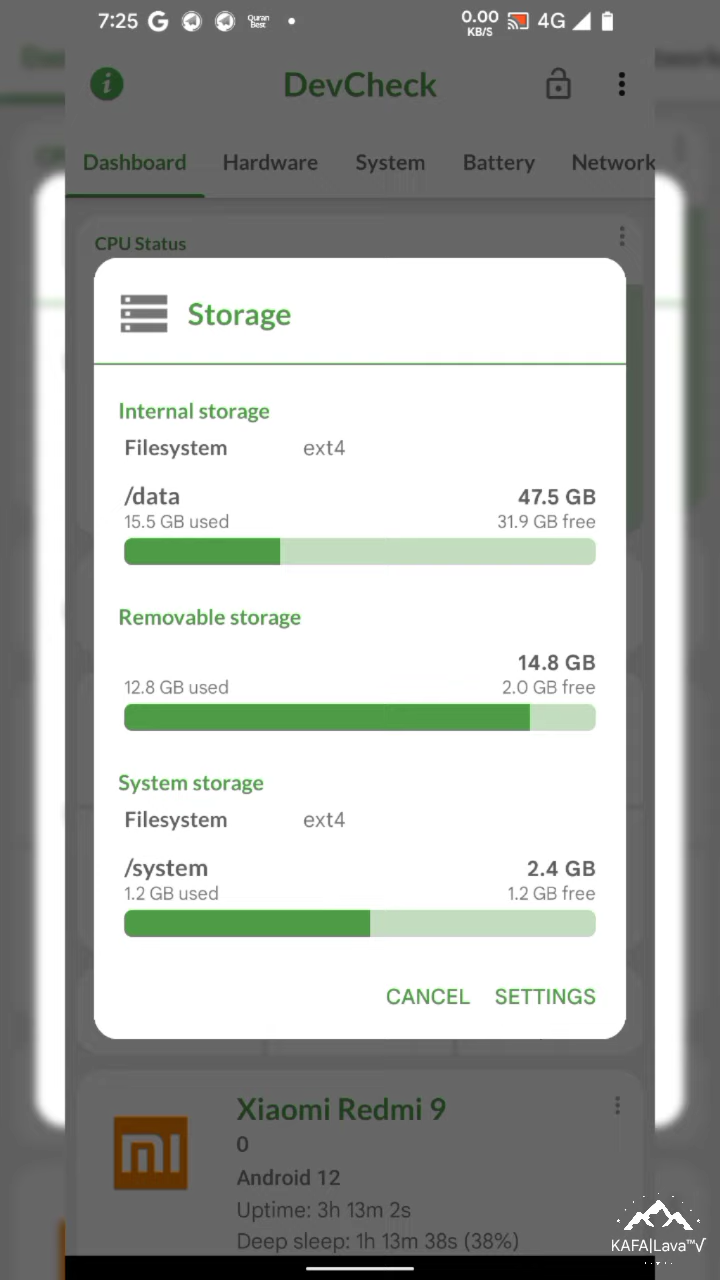 7:25 G Quran Best 0.00 KB/S 4G
DevCheck
Dashboard Hardware System Battery Network
CPU Status
Storage
Internal storage
Filesystem ext4
/data 47.5 GB
15.5 GB used 31.9 GB free
Removable storage
14.8 GB
12.8 GB used 2.0 GB free
System storage
Filesystem ext4
/system 2.4 GB
1.2 GB used 1.2 GB free
CANCEL SETTINGS
Xiaomi Redmi 9
0
Android 12
Uptime: 3h 13m 2s
Deep sleep: 1h 13m 38s (38%)
KAFA|Lava™√